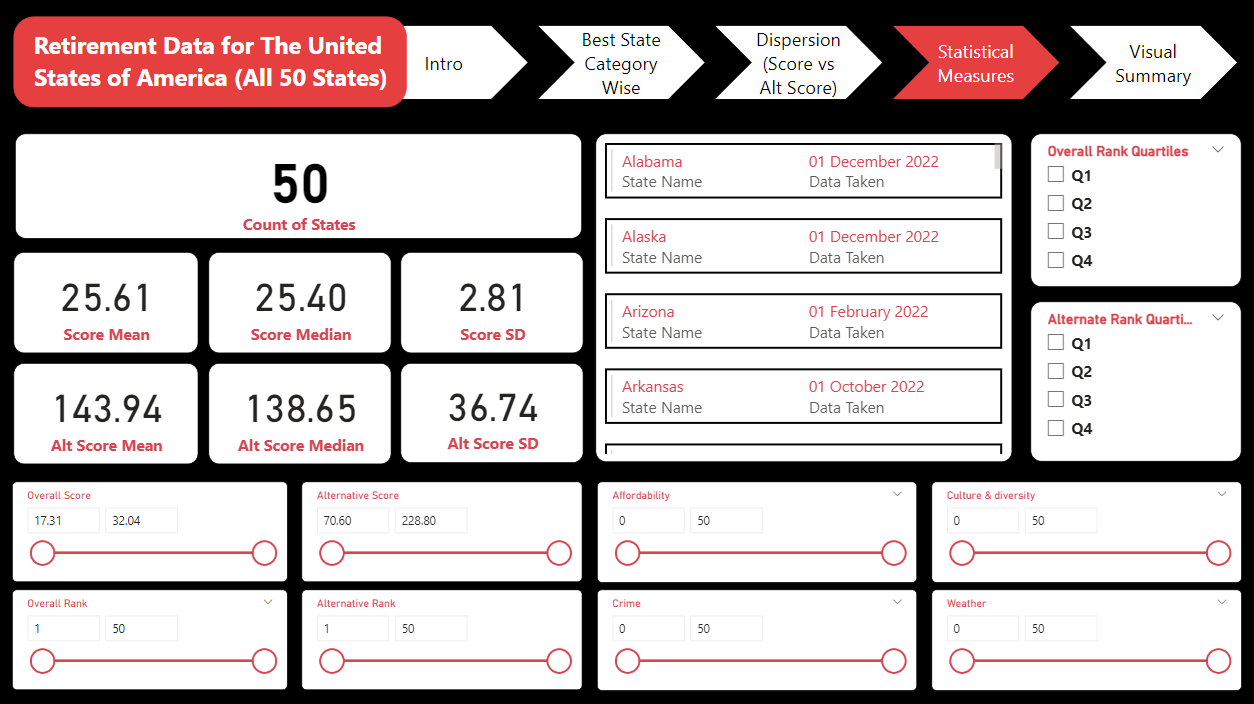 Retirement Data for The United
States of America (All 50 States)
Intro
Best State
Category
Wise
Dispersion
(Score vs
Alt Score)
Statistical
Measures
Visual
Summary
50
Count of States
25.61
Score Mean
25.40
Score Median
2.81
Score SD
143.94
Alt Score Mean
138.65
Alt Score Median
36.74
Alt Score SD
Alabama 01 December 2022
State Name Data Taken
Alaska 01 December 2022
State Name Data Taken
Arizona 01 February 2022
State Name Data Taken
Arkansas 01 October 2022
State Name Data Taken
Overall Rank Quartiles
Q1
Q2
Q3
Q4
Alternate Rank Quarti...
Q1
Q2
Q3
Q4
Overall Score
17.31 32.04
Alternative Score
70.60 228.80
Affordability
0 50
Culture & diversity
0 50
Overall Rank
1 50
Alternative Rank
1 50
Crime
0 50
Weather
0 50